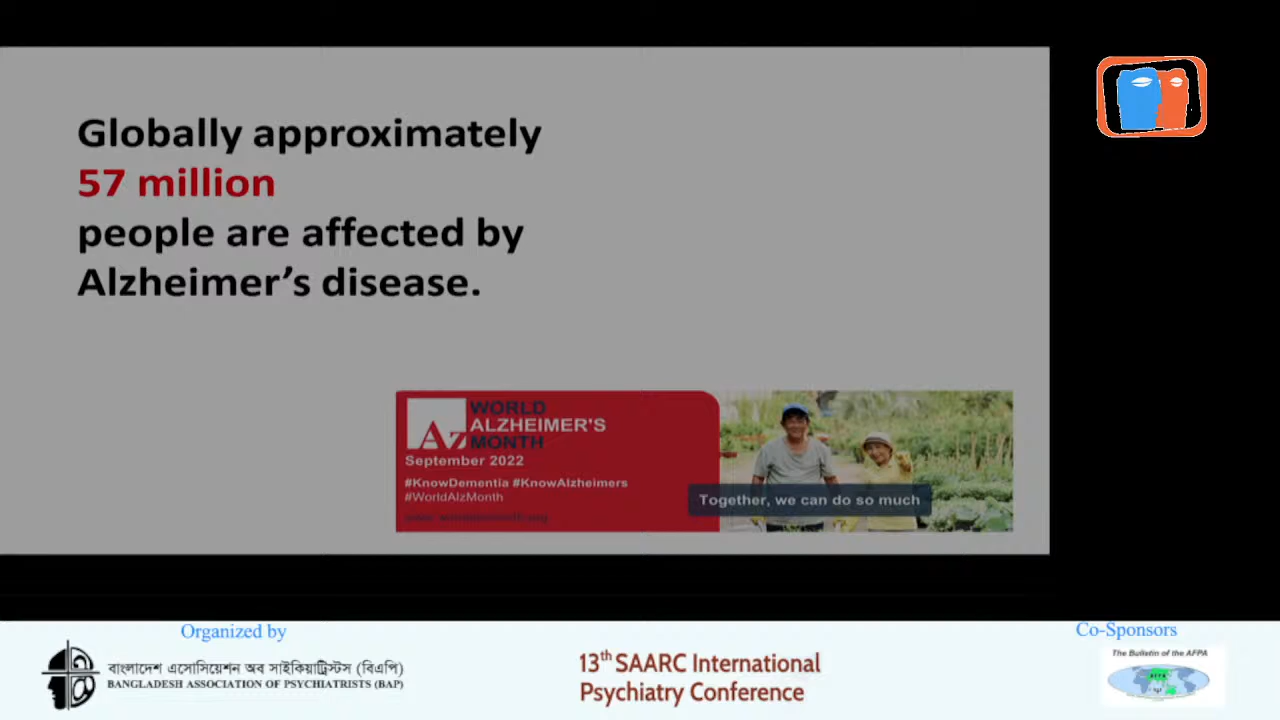 Globally approximately
57 million
people are affected by
Alzheimer’s disease.
WORLD
ALZHEIMER'S
MONTH
September 2022
#KnowDementia #KnowAlzheimers
#WorldAlzMonth
Together, we can do so much
Organized by
বাংলাদেশ এসোসিয়েশন অব সাইকিয়াট্রিস্টস (বিএপি)
BANGLADESH ASSOCIATION OF PSYCHIATRISTS (BAP)
13th SAARC International
Psychiatry Conference
Co-Sponsors
The Bulletin of the AFPA
AFPA